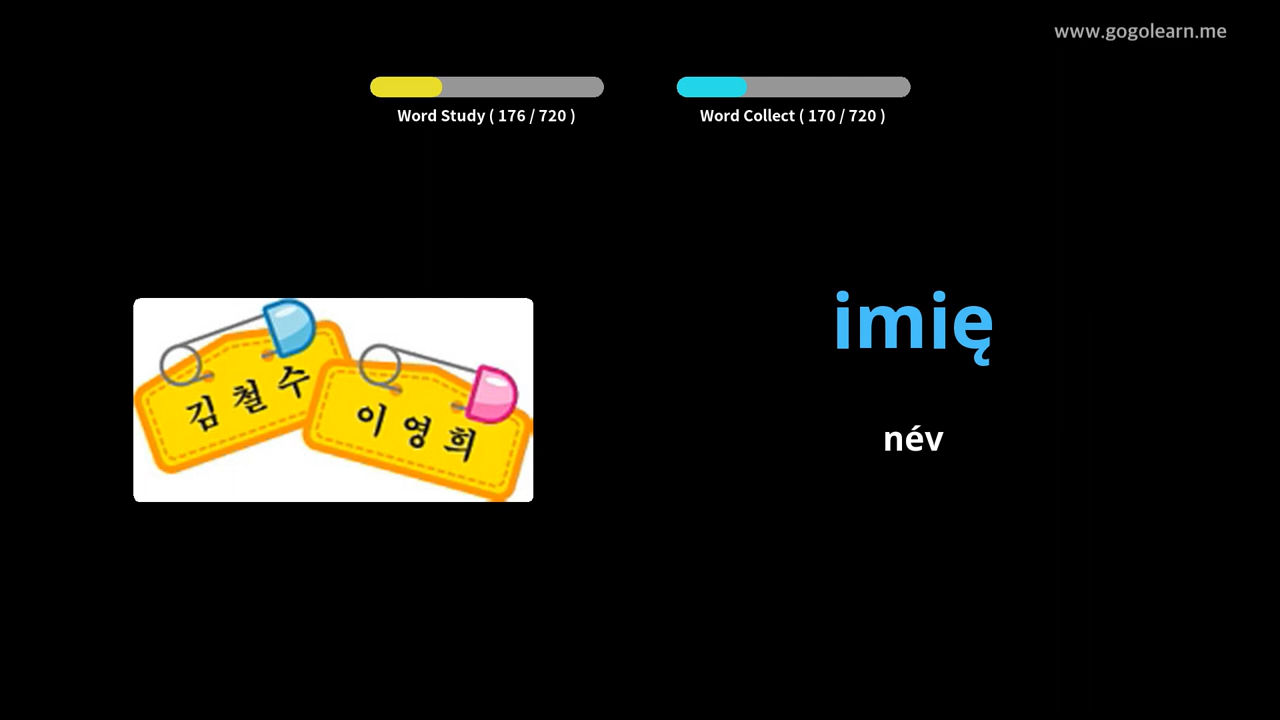 www.gogolearn.me
Word Study ( 176 / 720 )
Word Collect ( 170 / 720 )
imię
név
김철수
이영희